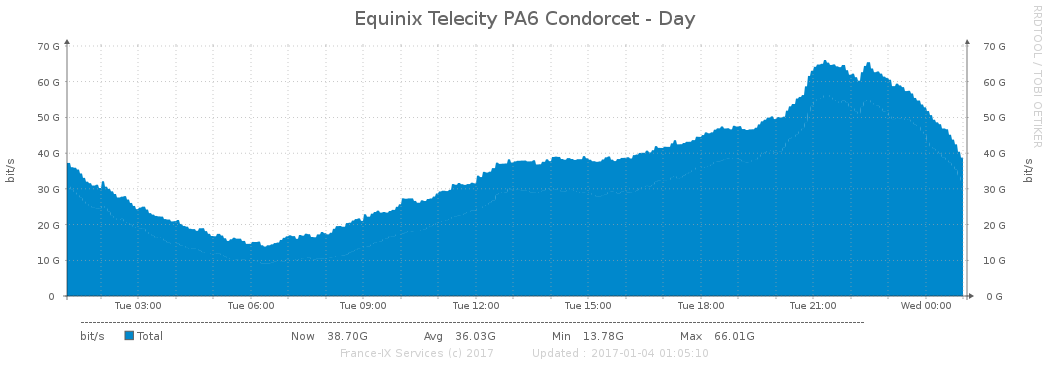 Equinix Telecity PA6 Condorcet - Day
RRDTOOL / TOBI OETIKER
bit/s
70 G 70 G
60 G 60 G
50 G 50 G
40 G 40 G
30 G 30 G
20 G 20 G
10 G 10 G
0 0 G
bit/s
Tue 03:00 Tue 06:00 Tue 09:00 Tue 12:00 Tue 15:00 Tue 18:00 Tue 21:00 Wed 00:00
bit/s Total Now 38.70G Avg 36.03G Min 13.78G Max 66.01G
France-IX Services (c) 2017 Updated : 2017-01-04 01:05:10